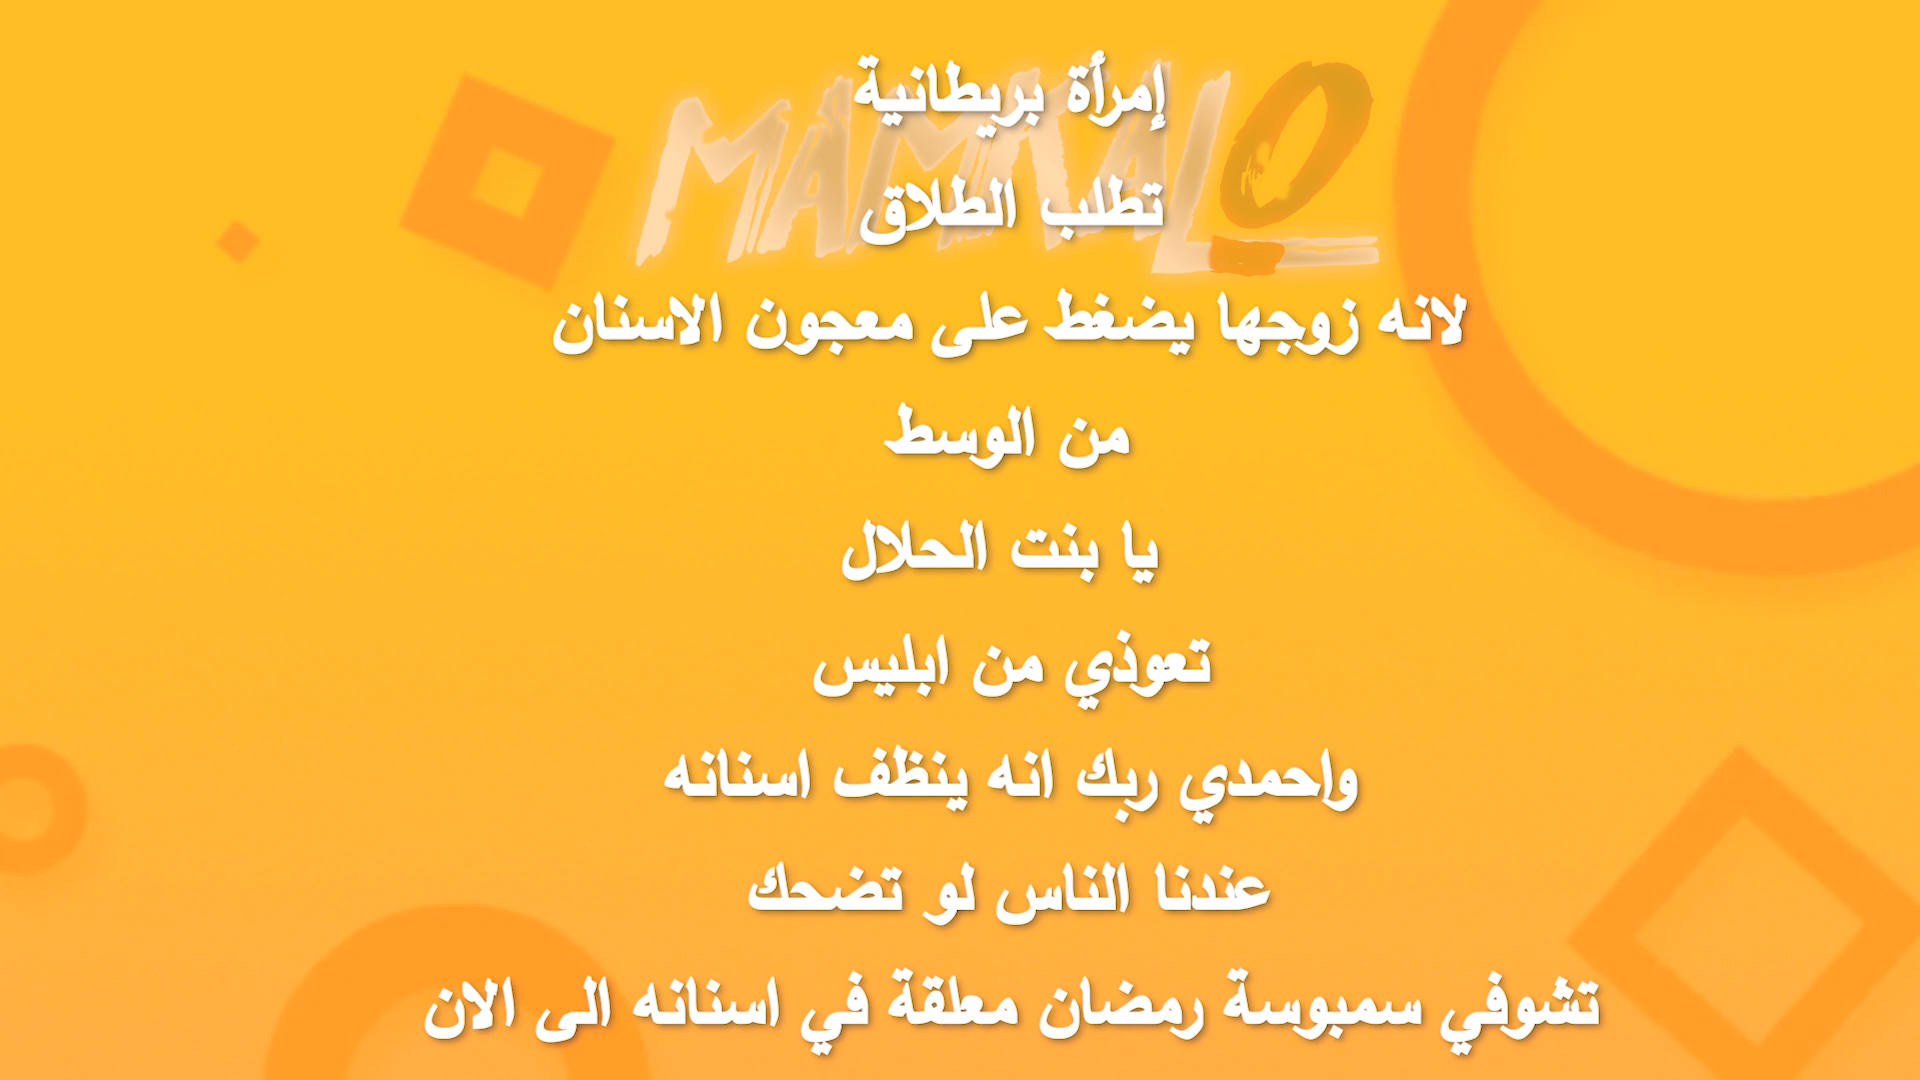 MAMKALO
إمرأة بريطانية
تطلب الطلاق
لانه زوجها يضغط على معجون الاسنان
من الوسط
يا بنت الحلال
تعوذي من ابليس
واحمدي ربك انه ينظف اسنانه
عندنا الناس لو تضحك
تشوفي سمبوسة رمضان معلقة في اسنانه الى الان